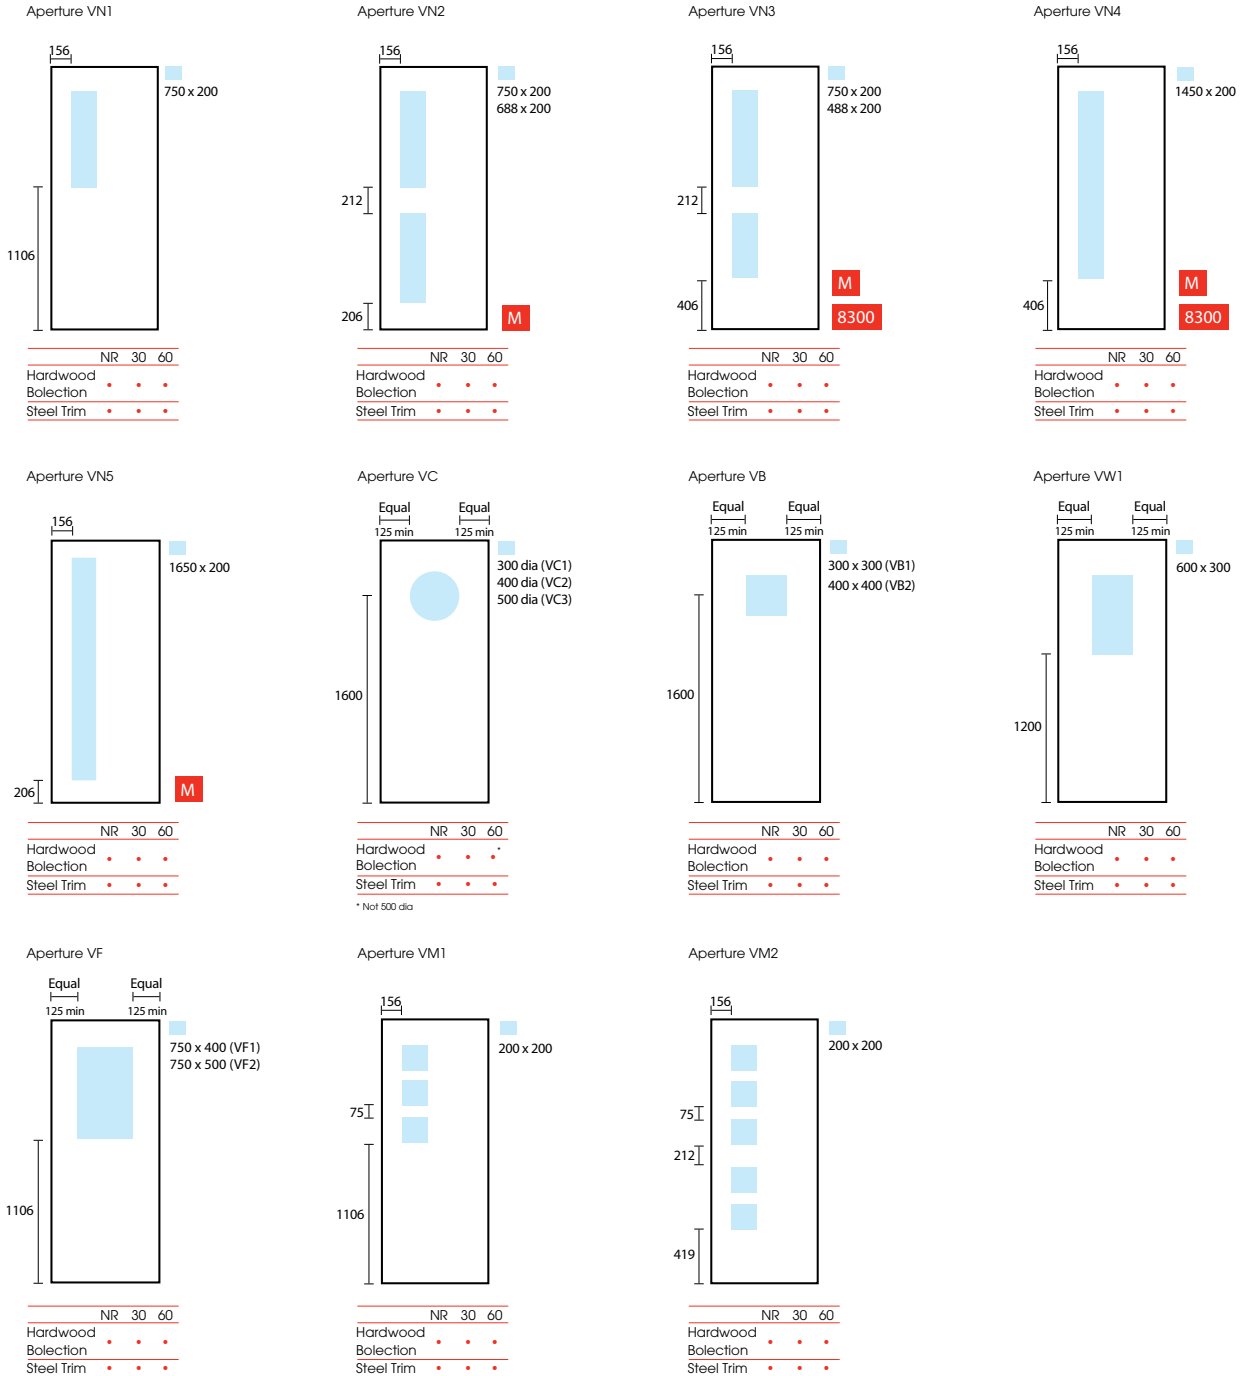 Aperture VN1
156
750 x 200
1106
NR 30 60
Hardwood
Bolection • • •
Steel Trim • • •
Aperture VN2
156
750 x 200
688 x 200
212
206
M
NR 30 60
Hardwood
Bolection • • •
Steel Trim • • •
Aperture VN3
156
750 x 200
488 x 200
212
406
M
8300
NR 30 60
Hardwood
Bolection • • •
Steel Trim • • •
Aperture VN4
156
1450 x 200
406
M
8300
NR 30 60
Hardwood
Bolection • • •
Steel Trim • • •
Aperture VN5
156
1650 x 200
206
M
NR 30 60
Hardwood
Bolection • • •
Steel Trim • • •
Aperture VC
Equal Equal
125 min 125 min
300 dia (VC1)
400 dia (VC2)
500 dia (VC3)
1600
NR 30 60
Hardwood
Bolection • • •*
Steel Trim • • •
* Not 500 dia
Aperture VB
Equal Equal
125 min 125 min
300 x 300 (VB1)
400 x 400 (VB2)
1600
NR 30 60
Hardwood
Bolection • • •
Steel Trim • • •
Aperture VW1
Equal Equal
125 min 125 min
600 x 300
1200
NR 30 60
Hardwood
Bolection • • •
Steel Trim • • •
Aperture VF
Equal Equal
125 min 125 min
750 x 400 (VF1)
750 x 500 (VF2)
1106
NR 30 60
Hardwood
Bolection • • •
Steel Trim • • •
Aperture VM1
156
200 x 200
75
1106
NR 30 60
Hardwood
Bolection • • •
Steel Trim • • •
Aperture VM2
156
200 x 200
75
212
419
NR 30 60
Hardwood
Bolection • • •
Steel Trim • • •